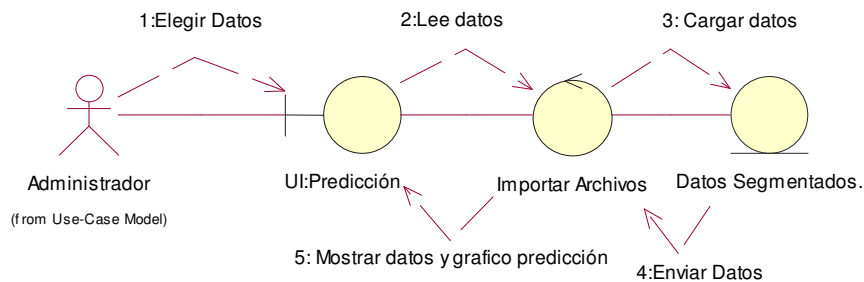 1:Elegir Datos
2:Lee datos
3: Cargar datos
Administrador
(from Use-Case Model)
UI:Predicción
Importar Archivos
Datos Segmentados.
5: Mostrar datos y grafico predicción
4:Enviar Datos